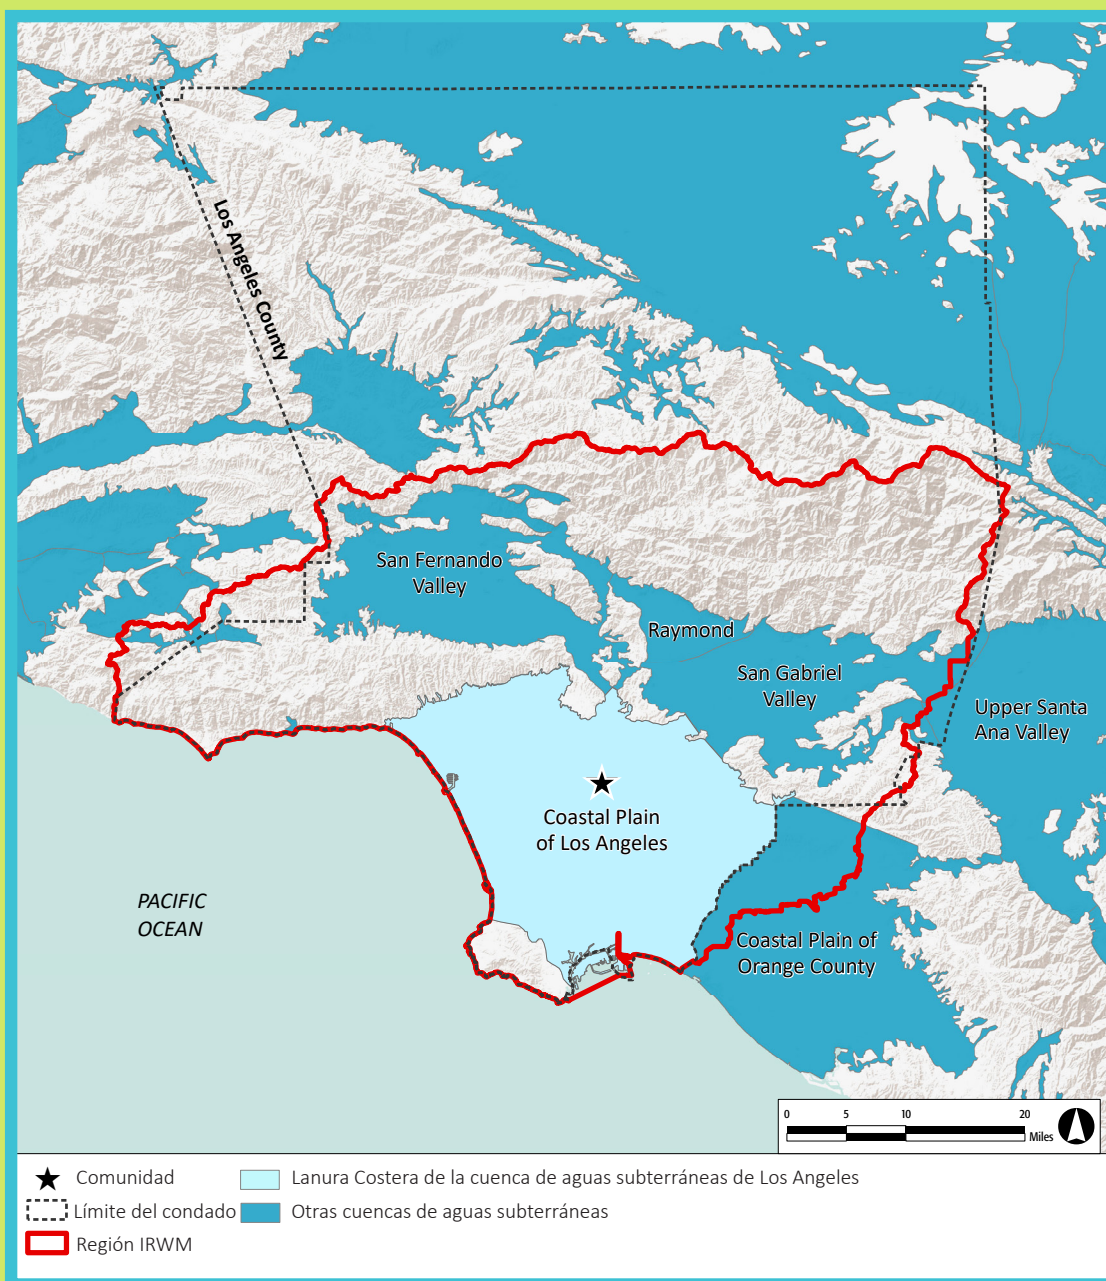 Los Angeles County
San Fernando
Valley
Raymond
San Gabriel
Valley
Upper Santa
Ana Valley
Coastal Plain
of Los Angeles
PACIFIC
OCEAN
Coastal Plain of
Orange County
0 5 10 20
Miles
Comunidad
Lanura Costera de la cuenca de aguas subterráneas de Los Angeles
Límite del condado
Otras cuencas de aguas subterráneas
Región IRWM